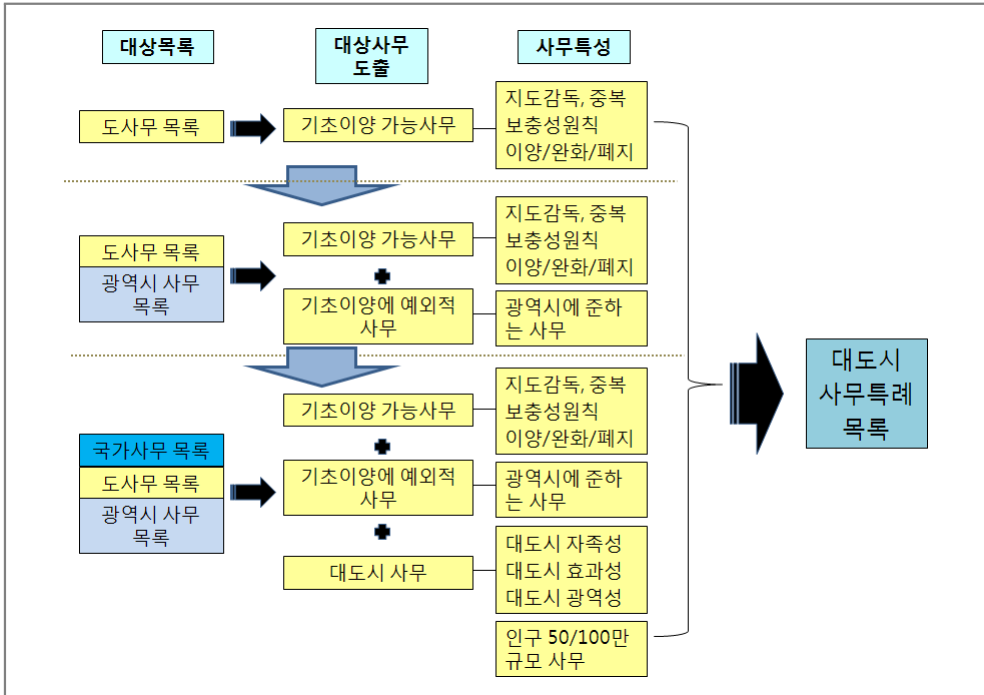 대상목록
대상사무
도출
사무특성
도사무 목록
기초이양 가능사무
지도감독, 중복
보충성원칙
이양/완화/폐지
도사무 목록
광역시 사무
목록
기초이양 가능사무
지도감독, 중복
보충성원칙
이양/완화/폐지
기초이양에 예외적
사무
광역시에 준하
는 사무
국가사무 목록
도사무 목록
광역시 사무
목록
기초이양 가능사무
지도감독, 중복
보충성원칙
이양/완화/폐지
기초이양에 예외적
사무
광역시에 준하
는 사무
대도시 사무
대도시 자족성
대도시 효과성
대도시 광역성
인구 50/100만
규모 사무
대도시
사무특례
목록